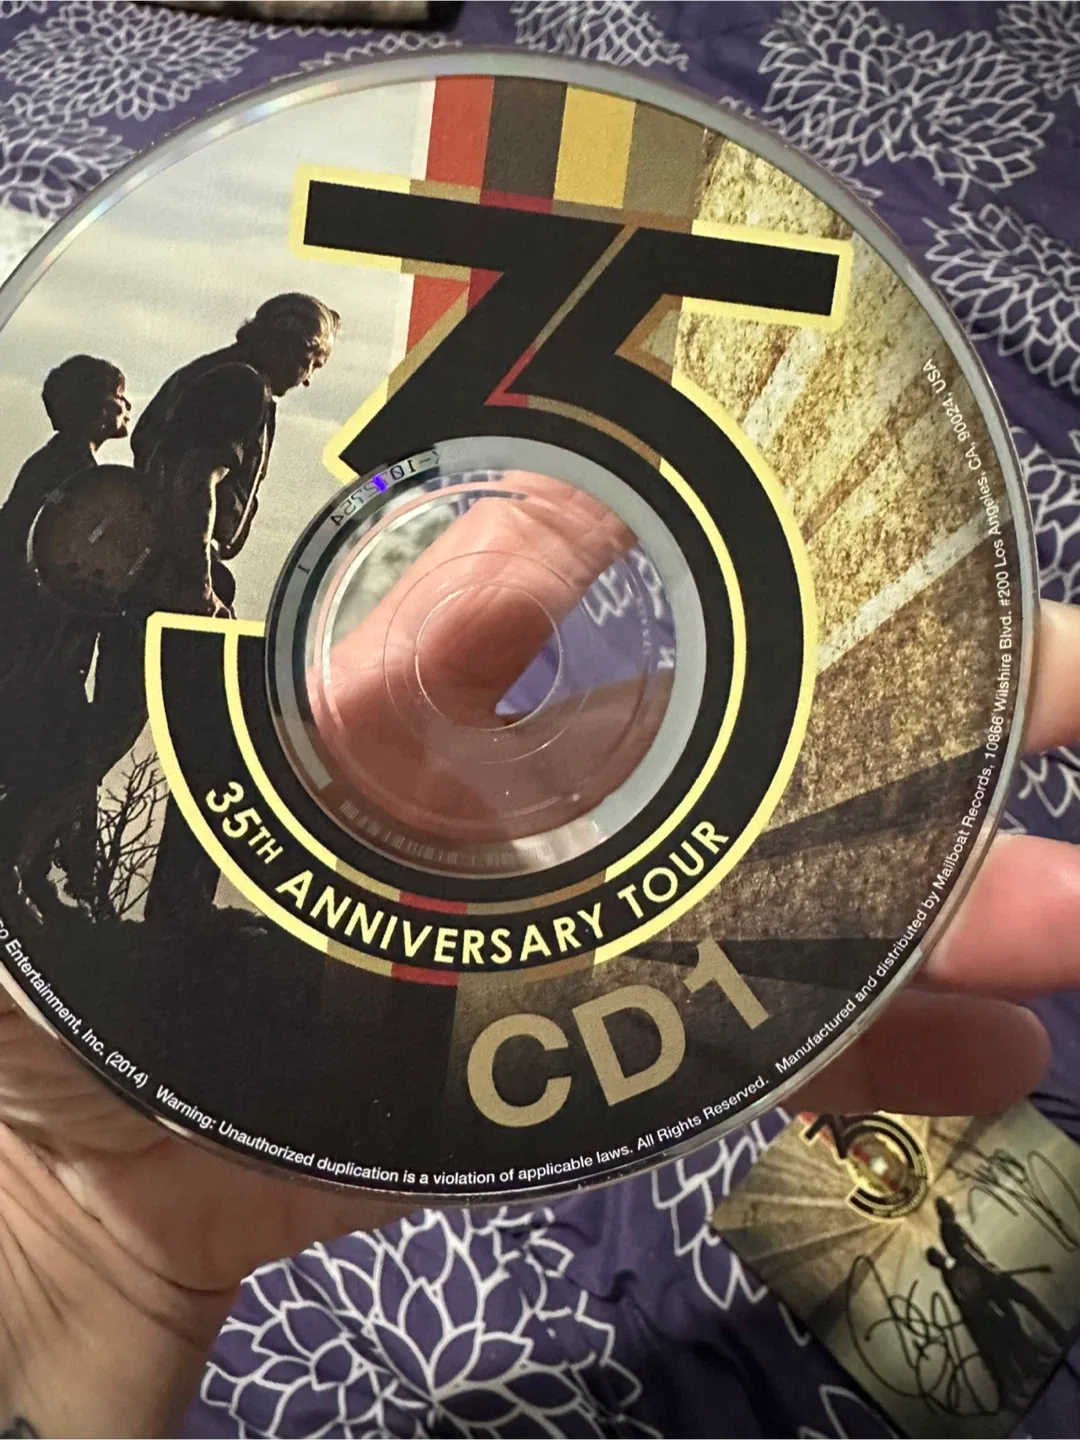 35
35TH ANNIVERSARY TOUR
CD1
Entertainment, Inc. (2014) Warning: Unauthorized duplication is a violation of applicable laws. All Rights Reserved. Manufactured and distributed by Mailboat Records, 10866 Wilshire Blvd. #200 Los Angeles, CA, 90024, USA
35